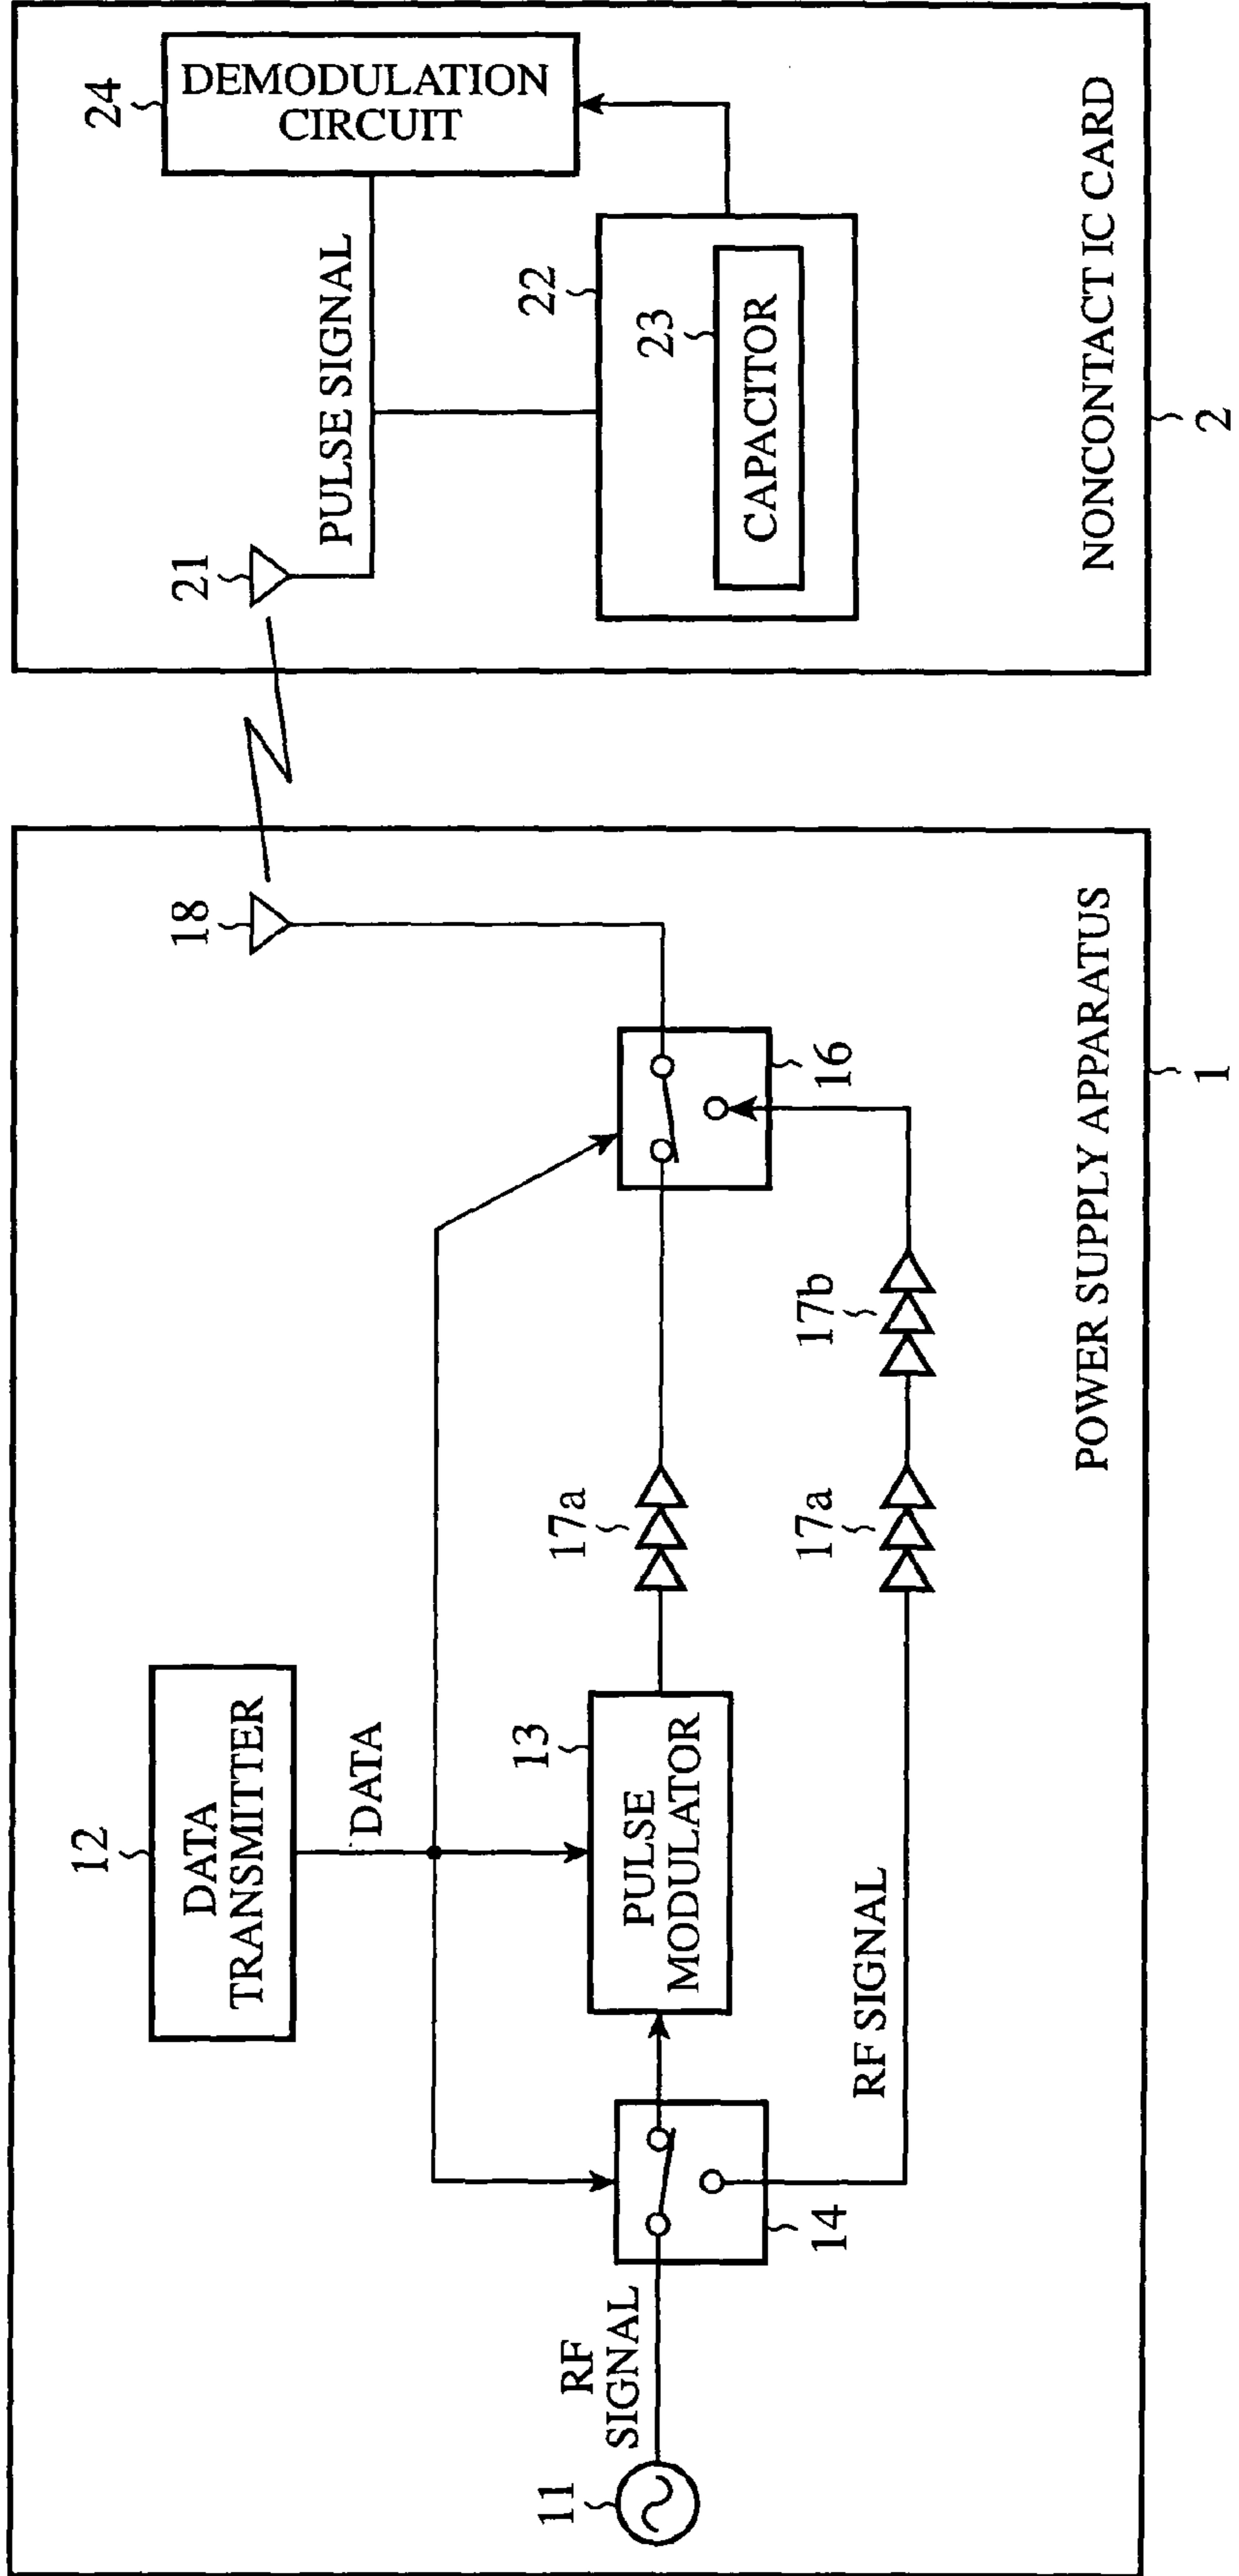 12
DATA
TRANSMITTER
DATA
11
RF
SIGNAL
14
13
PULSE
MODULATOR
17a
16
18
RF SIGNAL
17a
17b
POWER SUPPLY APPARATUS
1
21
PULSE SIGNAL
24
DEMODULATION
CIRCUIT
22
23
CAPACITOR
NONCONTACT IC CARD
2